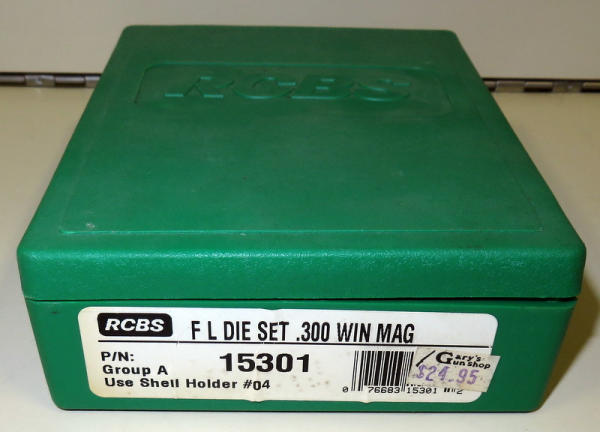 RCBS
RCBS F L DIE SET .300 WIN MAG
P/N: 15301
Group A
Use Shell Holder #04
Gary's
Gun shop
$24.95
0 76683 15301 2